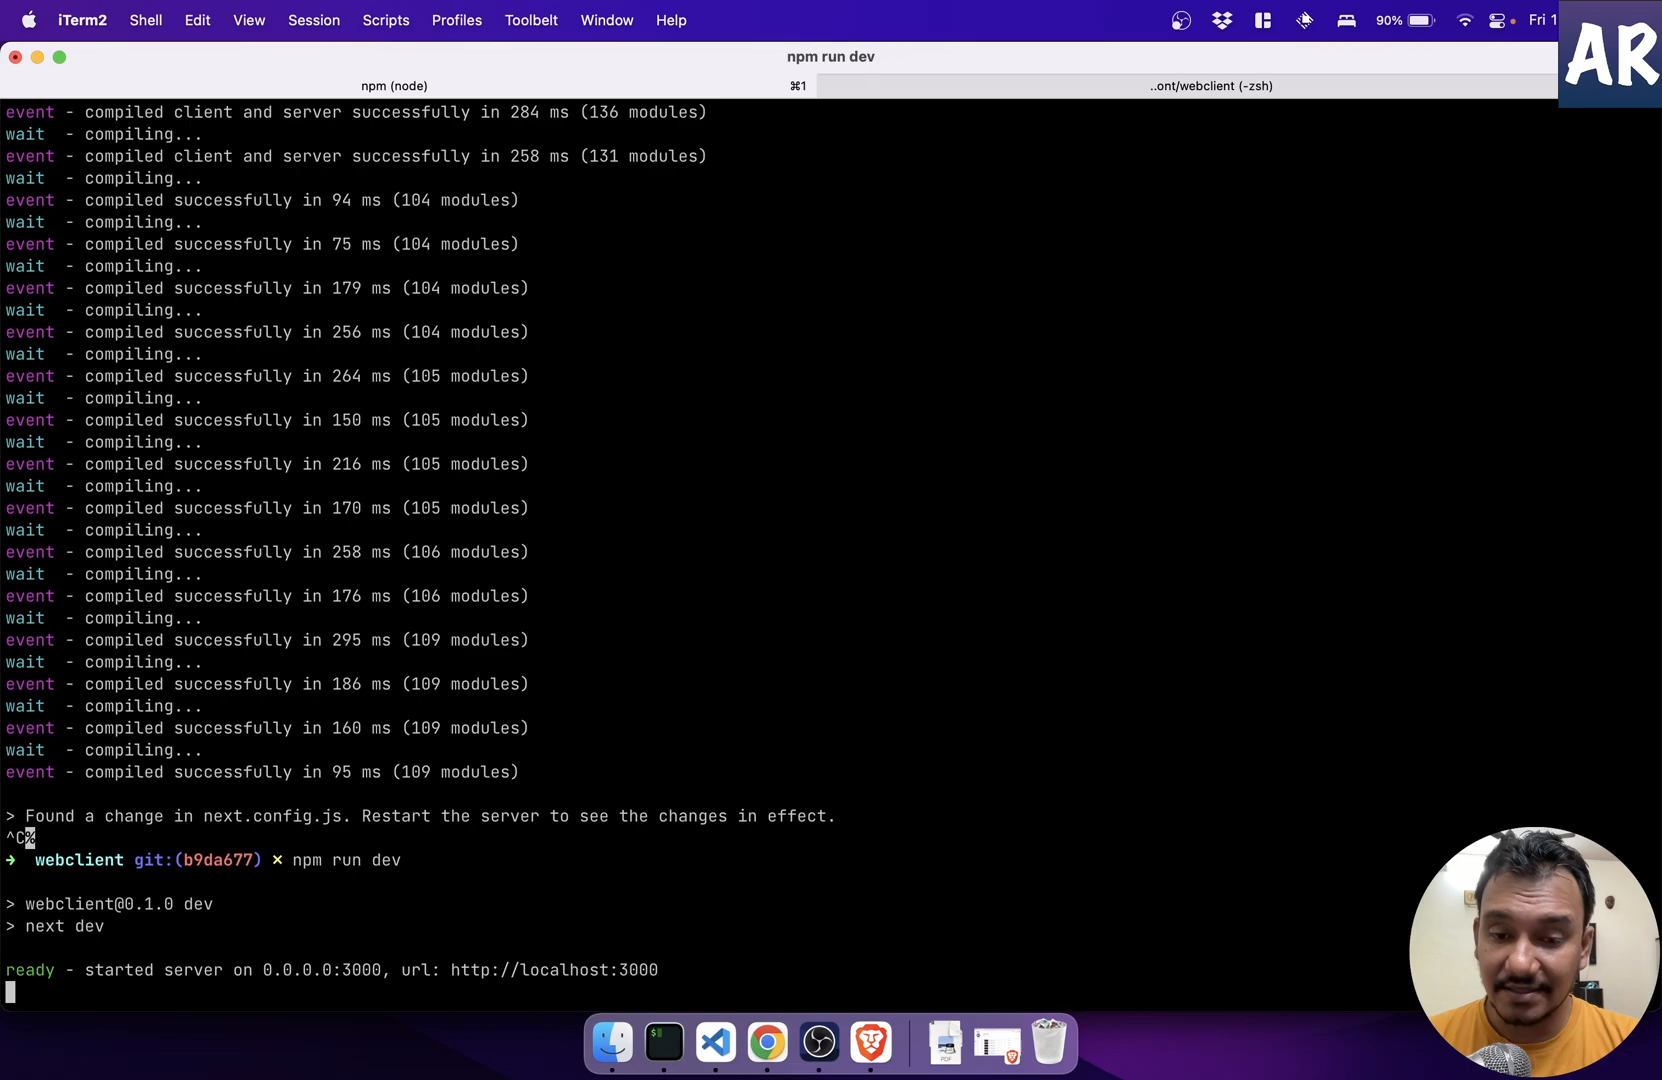 iTerm2 Shell Edit View Session Scripts Profiles Toolbelt Window Help 90% Fri 1
AR
npm run dev
npm (node) ⌘1 ..ont/webclient (-zsh)
event - compiled client and server successfully in 284 ms (136 modules)
wait - compiling...
event - compiled client and server successfully in 258 ms (131 modules)
wait - compiling...
event - compiled successfully in 94 ms (104 modules)
wait - compiling...
event - compiled successfully in 75 ms (104 modules)
wait - compiling...
event - compiled successfully in 179 ms (104 modules)
wait - compiling...
event - compiled successfully in 256 ms (104 modules)
wait - compiling...
event - compiled successfully in 264 ms (105 modules)
wait - compiling...
event - compiled successfully in 150 ms (105 modules)
wait - compiling...
event - compiled successfully in 216 ms (105 modules)
wait - compiling...
event - compiled successfully in 170 ms (105 modules)
wait - compiling...
event - compiled successfully in 258 ms (106 modules)
wait - compiling...
event - compiled successfully in 176 ms (106 modules)
wait - compiling...
event - compiled successfully in 295 ms (109 modules)
wait - compiling...
event - compiled successfully in 186 ms (109 modules)
wait - compiling...
event - compiled successfully in 160 ms (109 modules)
wait - compiling...
event - compiled successfully in 95 ms (109 modules)
> Found a change in next.config.js. Restart the server to see the changes in effect.
^C%
➜ webclient git:(b9da677) × npm run dev
> webclient@0.1.0 dev
> next dev
ready - started server on 0.0.0.0:3000, url: http://localhost:3000
PDF